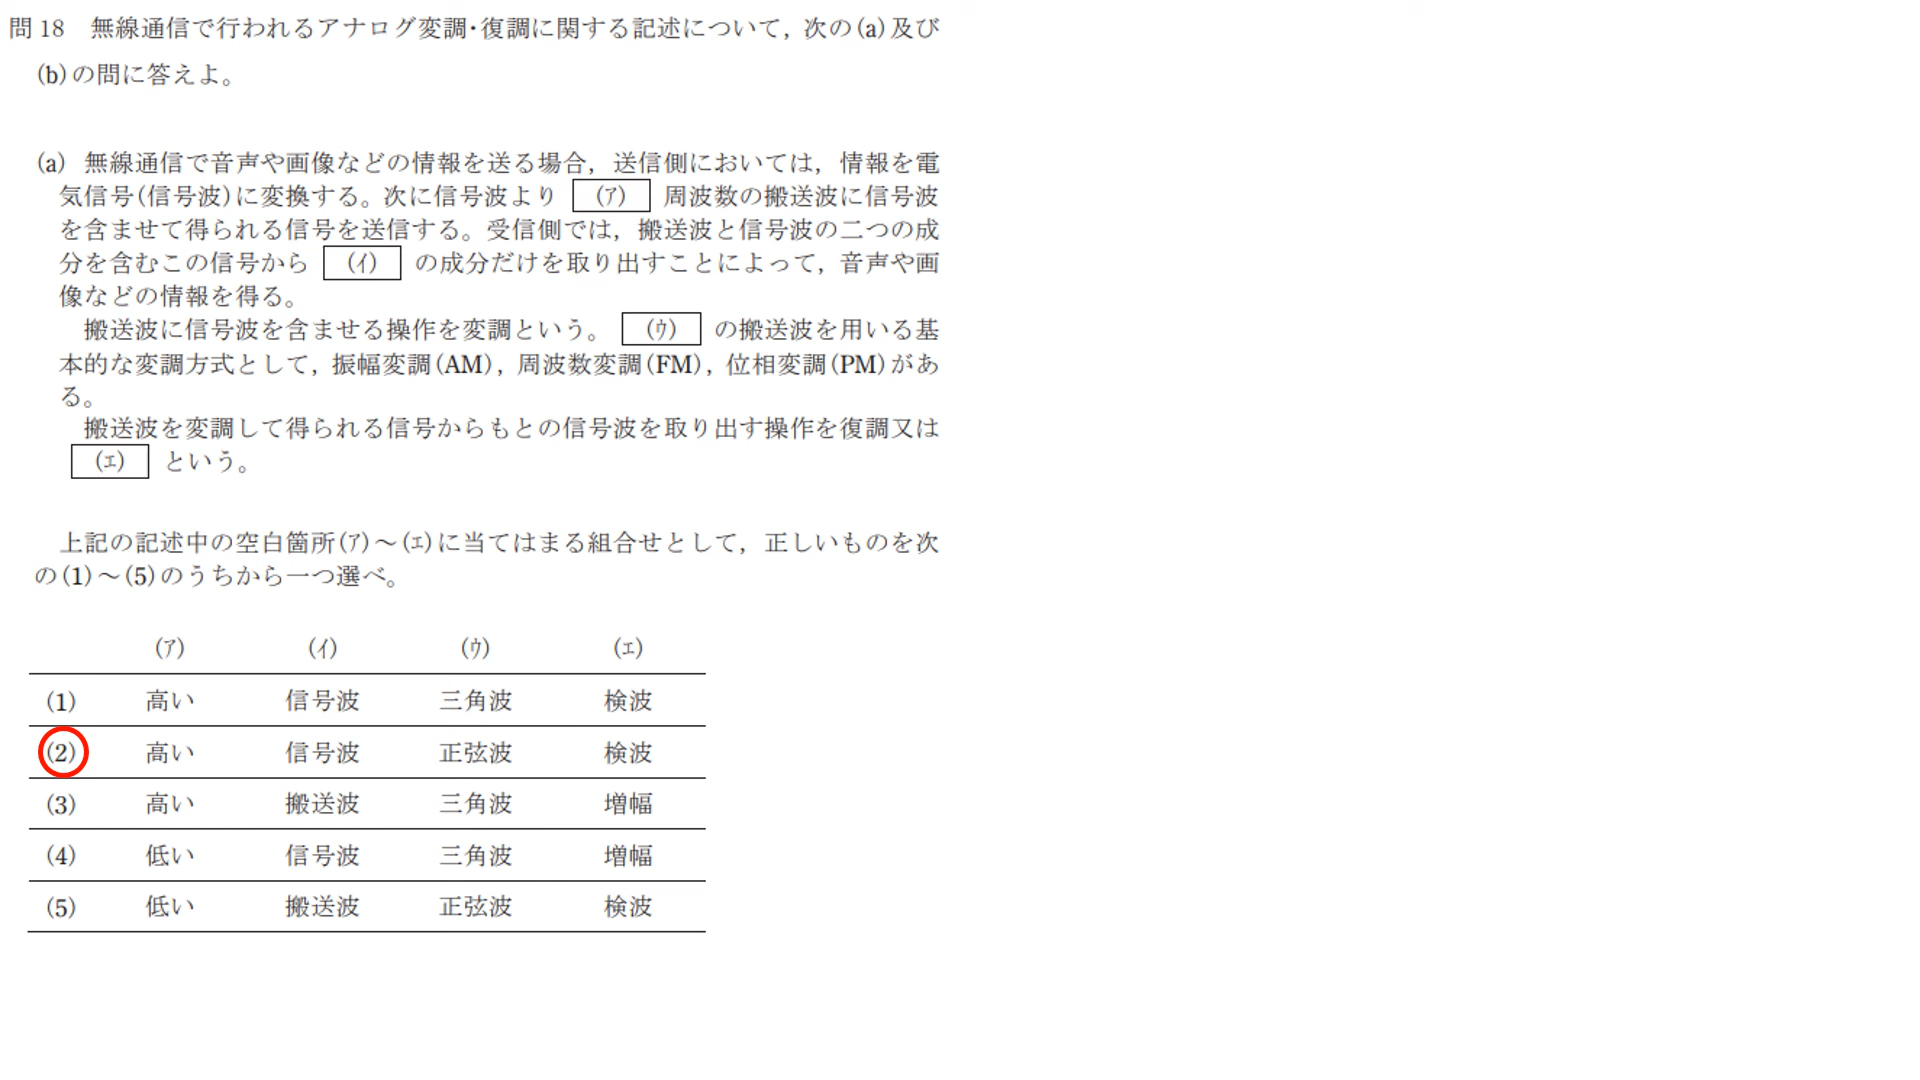 問18　無線通信で行われるアナログ変調・復調に関する記述について，次の(a)及び
(b)の問に答えよ。
(a) 無線通信で音声や画像などの情報を送る場合，送信側においては，情報を電
気信号(信号波)に変換する。次に信号波より (ｱ) 周波数の搬送波に信号波
を含ませて得られる信号を送信する。受信側では，搬送波と信号波の二つの成
分を含むこの信号から (ｲ) の成分だけを取り出すことによって，音声や画
像などの情報を得る。
搬送波に信号波を含ませる操作を変調という。 (ｳ) の搬送波を用いる基
本的な変調方式として，振幅変調(AM)，周波数変調(FM)，位相変調(PM)があ
る。
搬送波を変調して得られる信号からもとの信号波を取り出す操作を復調又は
(ｴ) という。
上記の記述中の空白箇所(ｱ)～(ｴ)に当てはまる組合せとして，正しいものを次
の(1)～(5)のうちから一つ選べ。
(ｱ) (ｲ) (ｳ) (ｴ)
(1) 高い 信号波 三角波 検波
(2) 高い 信号波 正弦波 検波
(3) 高い 搬送波 三角波 増幅
(4) 低い 信号波 三角波 増幅
(5) 低い 搬送波 正弦波 検波